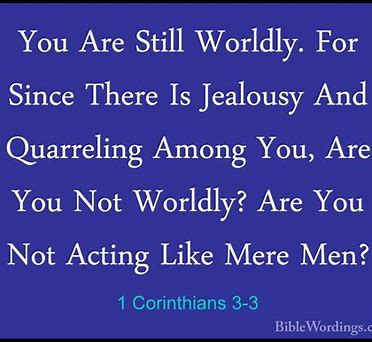 You Are Still Worldly. For
Since There Is Jealousy And
Quarreling Among You, Are
You Not Worldly? Are You
Not Acting Like Mere Men?
1 Corinthians 3-3